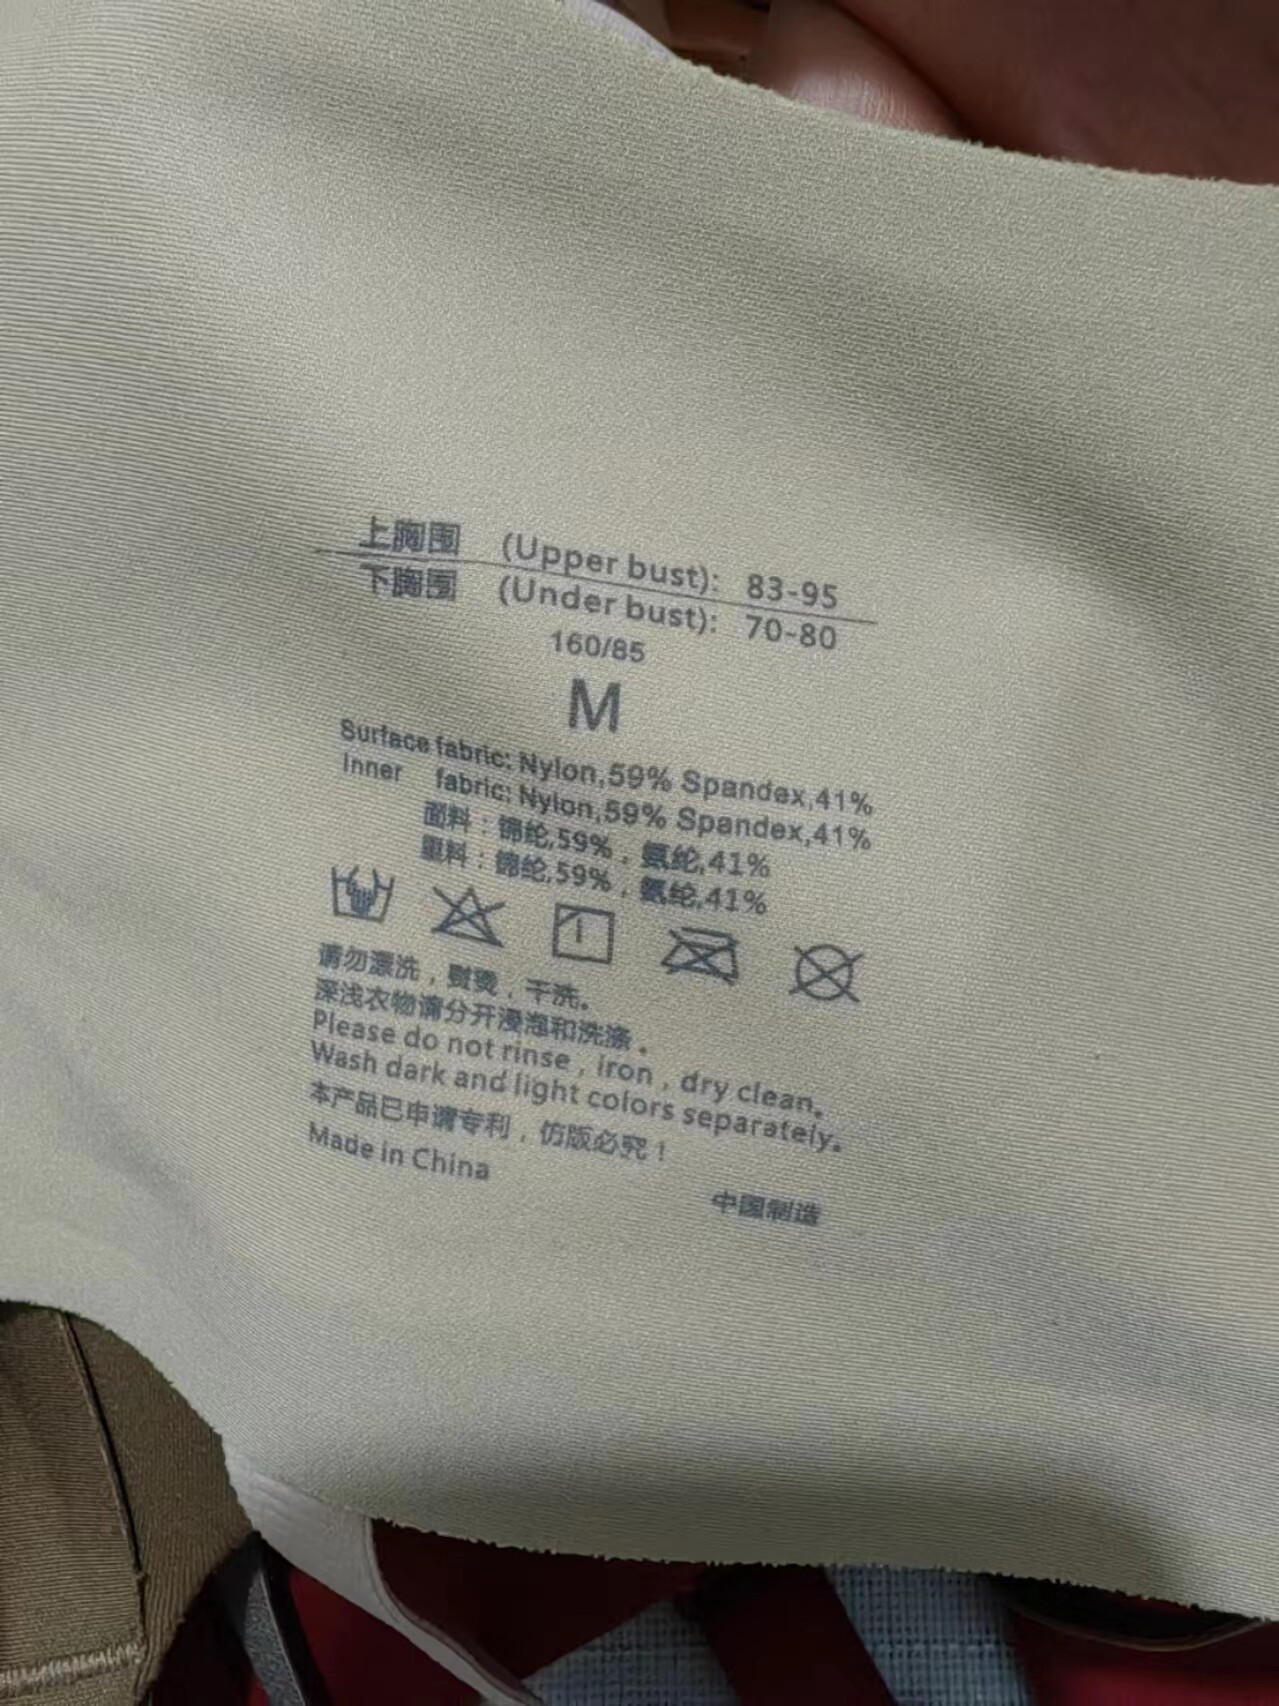 上胸围 (Upper bust): 83-95
下胸围 (Under bust): 70-80
160/85
M
Surface fabric: Nylon,59% Spandex,41%
Inner fabric: Nylon,59% Spandex,41%
面料：锦纶,59%，氨纶,41%
里料：锦纶,59%，氨纶,41%
请勿漂洗，熨烫，干洗。
深浅衣物请分开浸泡和洗涤。
Please do not rinse, iron, dry clean。
Wash dark and light colors separately。
本产品已申请专利，仿版必究！
Made in China 中国制造